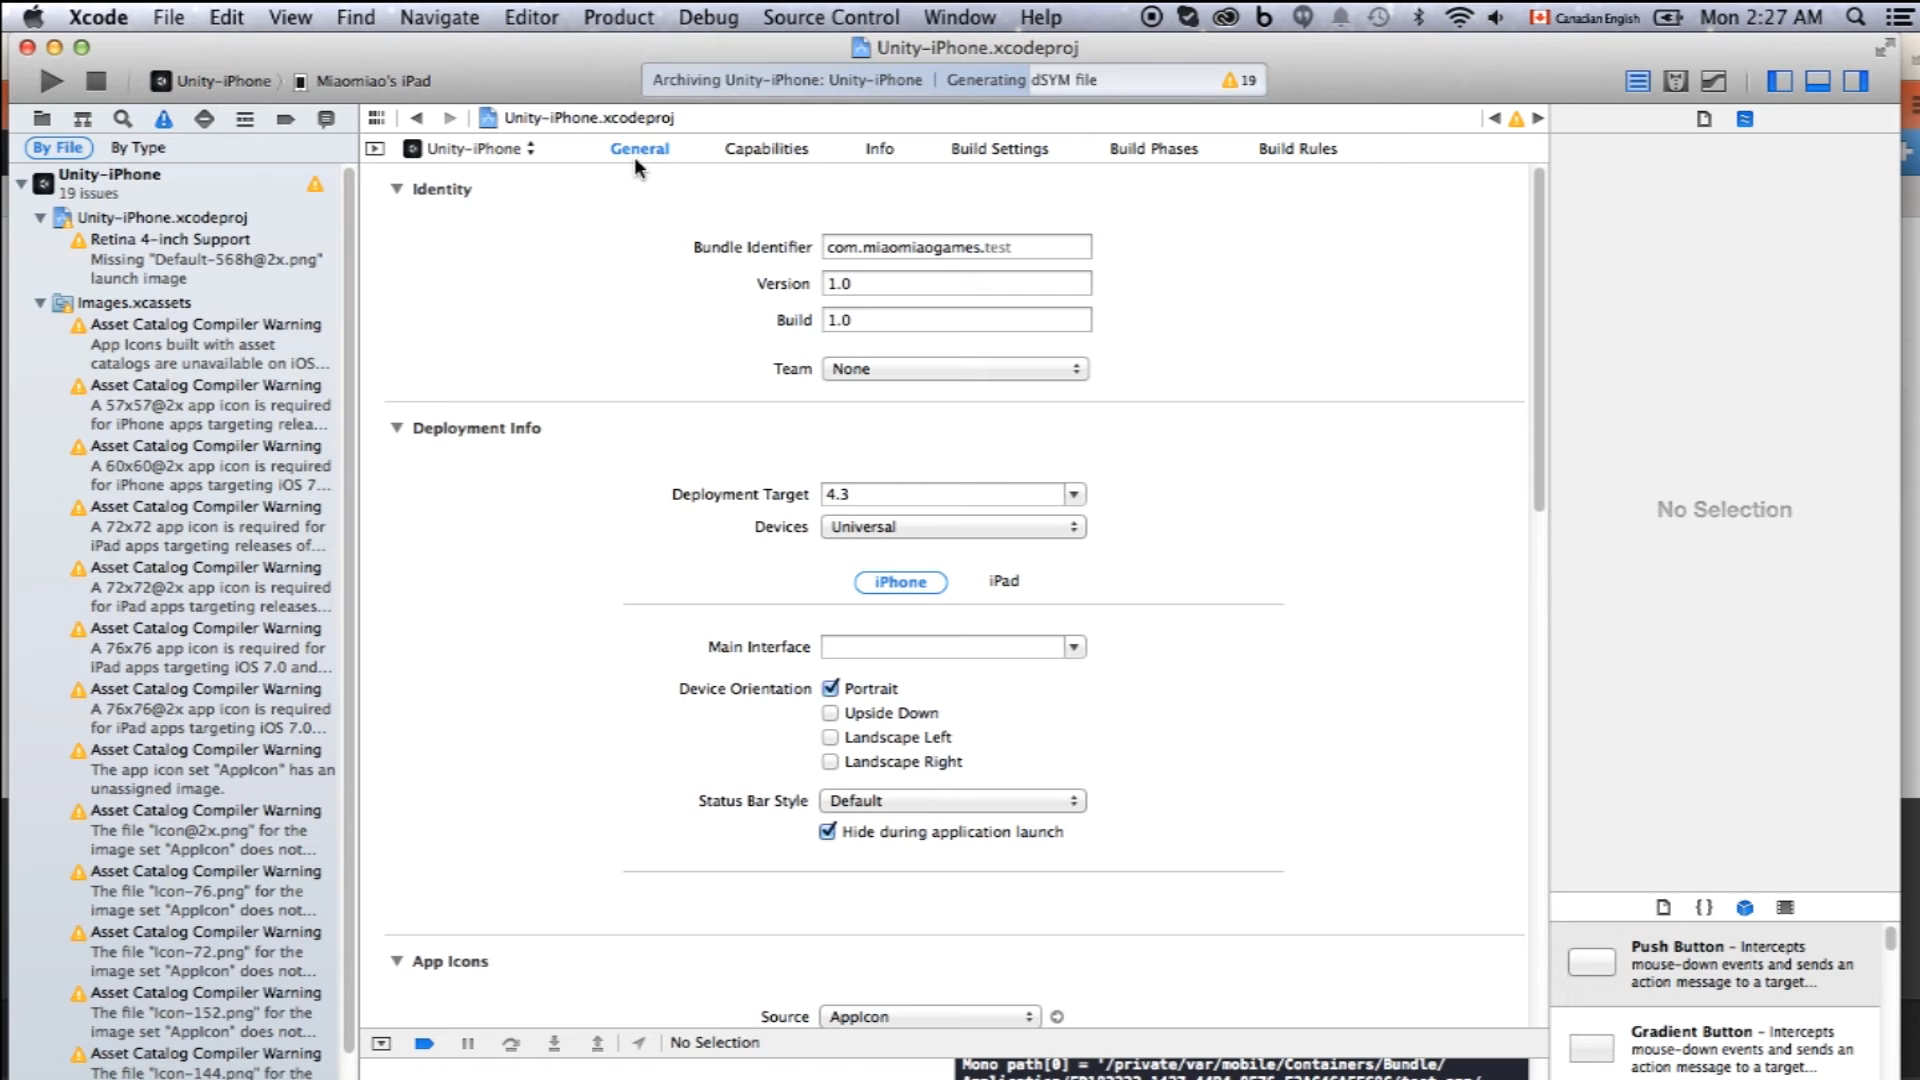 Xcode File Edit View Find Navigate Editor Product Debug Source Control Window Help Canadian English Mon 2:27 AM
Unity-iPhone.xcodeproj
Unity-iPhone Miaomiao's iPad
Archiving Unity-iPhone: Unity-iPhone | Generating dSYM file 19
Unity-iPhone.xcodeproj
By File By Type
Unity-iPhone General Capabilities Info Build Settings Build Phases Build Rules
Unity-iPhone
19 issues
Unity-iPhone.xcodeproj
Retina 4-inch Support
Missing "Default-568h@2x.png"
launch image
Images.xcassets
Asset Catalog Compiler Warning
App Icons built with asset
catalogs are unavailable on iOS...
Asset Catalog Compiler Warning
A 57x57@2x app icon is required
for iPhone apps targeting relea...
Asset Catalog Compiler Warning
A 60x60@2x app icon is required
for iPhone apps targeting iOS 7...
Asset Catalog Compiler Warning
A 72x72 app icon is required for
iPad apps targeting releases of...
Asset Catalog Compiler Warning
A 72x72@2x app icon is required
for iPad apps targeting releases...
Asset Catalog Compiler Warning
A 76x76 app icon is required for
iPad apps targeting iOS 7.0 and...
Asset Catalog Compiler Warning
A 76x76@2x app icon is required
for iPad apps targeting iOS 7.0...
Asset Catalog Compiler Warning
The app icon set "AppIcon" has an
unassigned image.
Asset Catalog Compiler Warning
The file "Icon@2x.png" for the
image set "AppIcon" does not...
Asset Catalog Compiler Warning
The file "Icon-76.png" for the
image set "AppIcon" does not...
Asset Catalog Compiler Warning
The file "Icon-72.png" for the
image set "AppIcon" does not...
Asset Catalog Compiler Warning
The file "Icon-152.png" for the
image set "AppIcon" does not...
Asset Catalog Compiler Warning
The file "Icon-144.png" for the
Identity
Bundle Identifier com.miaomiaogames.test
Version 1.0
Build 1.0
Team None
Deployment Info
Deployment Target 4.3
Devices Universal
iPhone iPad
Main Interface
Device Orientation Portrait
Upside Down
Landscape Left
Landscape Right
Status Bar Style Default
Hide during application launch
App Icons
Source AppIcon
No Selection
Mono path[0] = '/private/var/mobile/Containers/Bundle/
No Selection
Push Button - Intercepts
mouse-down events and sends an
action message to a target...
Gradient Button - Intercepts
mouse-down events and sends an
action message to a target...